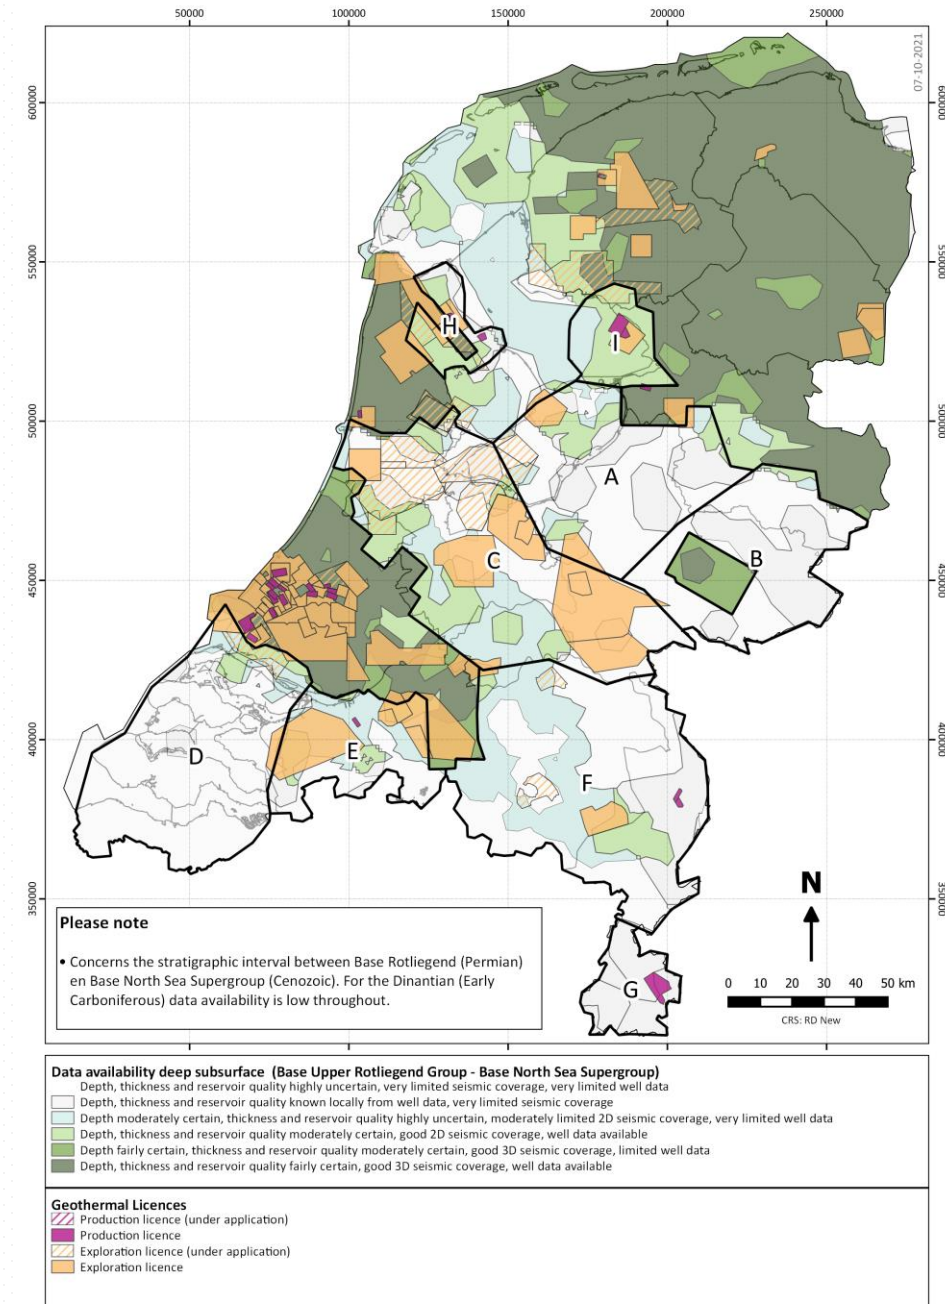 50000 100000 150000 200000 250000
07-10-2021
600000
550000
500000
450000
400000
350000
H
I
A
B
C
D
E
F
G
N
0 10 20 30 40 50 km
CRS: RD New
Please note
• Concerns the stratigraphic interval between Base Rotliegend (Permian)
en Base North Sea Supergroup (Cenozoic). For the Dinantian (Early
Carboniferous) data availability is low throughout.
50000 100000 150000 200000 250000
Data availability deep subsurface (Base Upper Rotliegend Group - Base North Sea Supergroup)
Depth, thickness and reservoir quality highly uncertain, very limited seismic coverage, very limited well data
Depth, thickness and reservoir quality known locally from well data, very limited seismic coverage
Depth moderately certain, thickness and reservoir quality highly uncertain, moderately limited 2D seismic coverage, very limited well data
Depth, thickness and reservoir quality moderately certain, good 2D seismic coverage, well data available
Depth fairly certain, thickness and reservoir quality moderately certain, good 3D seismic coverage, limited well data
Depth, thickness and reservoir quality fairly certain, good 3D seismic coverage, well data available
Geothermal Licences
Production licence (under application)
Production licence
Exploration licence (under application)
Exploration licence